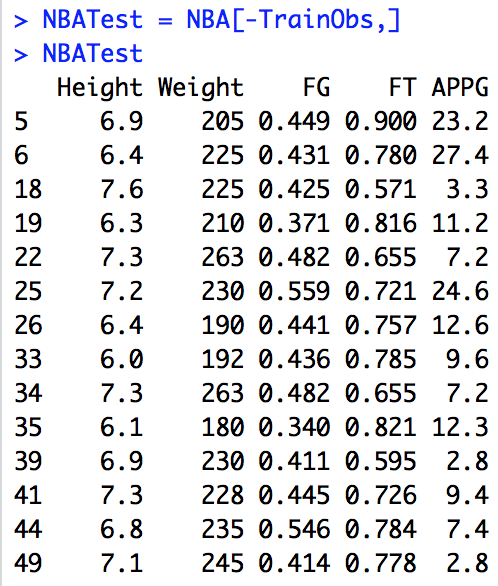 > NBATest = NBA[-TrainObs,]
> NBATest
Height Weight FG FT APPG
5 6.9 205 0.449 0.900 23.2
6 6.4 225 0.431 0.780 27.4
18 7.6 225 0.425 0.571 3.3
19 6.3 210 0.371 0.816 11.2
22 7.3 263 0.482 0.655 7.2
25 7.2 230 0.559 0.721 24.6
26 6.4 190 0.441 0.757 12.6
33 6.0 192 0.436 0.785 9.6
34 7.3 263 0.482 0.655 7.2
35 6.1 180 0.340 0.821 12.3
39 6.9 230 0.411 0.595 2.8
41 7.3 228 0.445 0.726 9.4
44 6.8 235 0.546 0.784 7.4
49 7.1 245 0.414 0.778 2.8